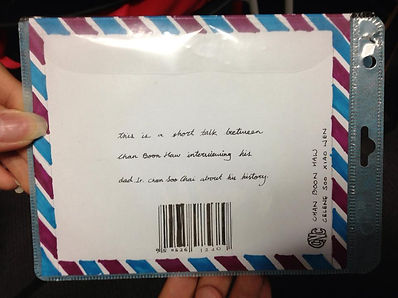 This is a short talk between
Chan Boon Haw interviewing his
dad Ir. Chan Soo Chai about his history.
CHAN BOON HAW
CELENE SOO XIAO WEN